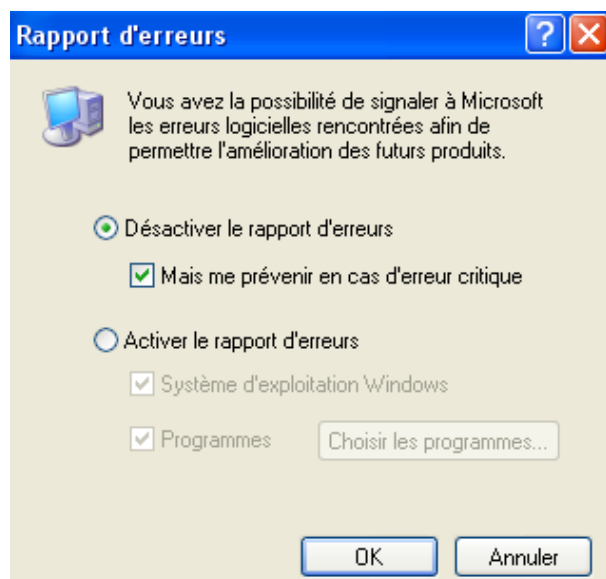 Rapport d'erreurs
Vous avez la possibilité de signaler à Microsoft
les erreurs logicielles rencontrées afin de
permettre l'amélioration des futurs produits.
Désactiver le rapport d'erreurs
Mais me prévenir en cas d'erreur critique
Activer le rapport d'erreurs
Système d'exploitation Windows
Programmes Choisir les programmes...
OK Annuler